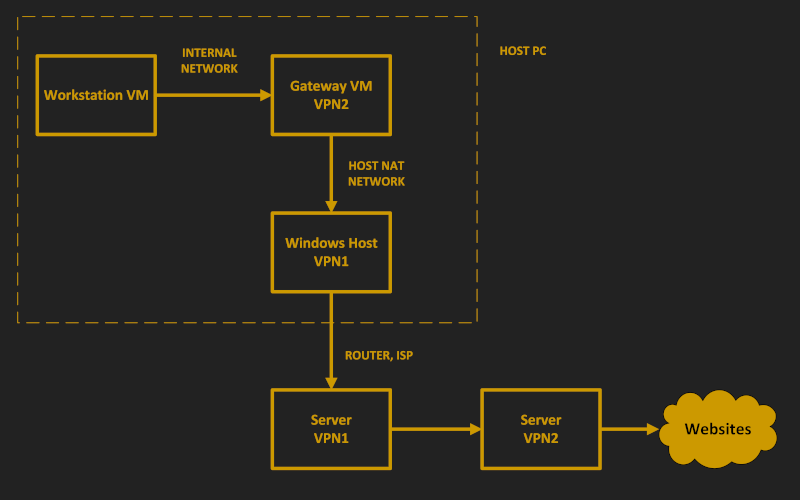 INTERNAL
NETWORK
HOST PC
Workstation VM
Gateway VM
VPN2
HOST NAT
NETWORK
Windows Host
VPN1
ROUTER, ISP
Server
VPN1
Server
VPN2
Websites